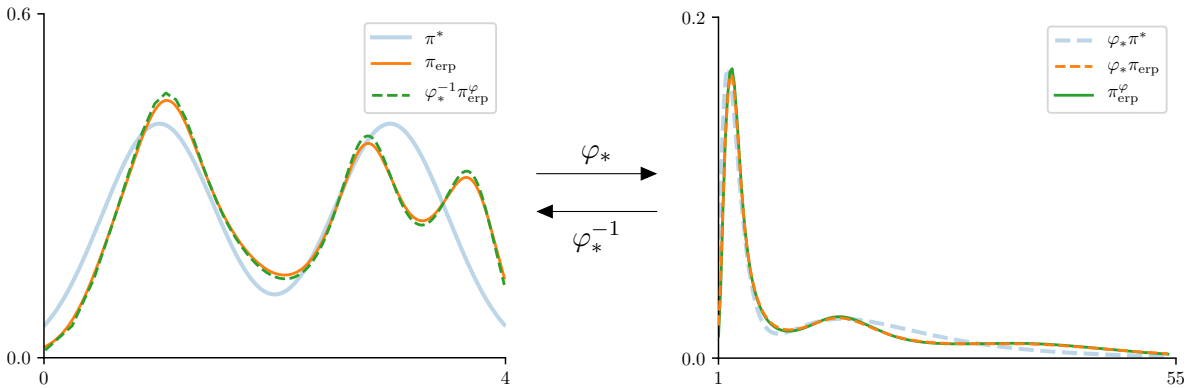 0.6
π*
π_erp
φ_*^{-1} π_erp^φ
0.0
0
4
φ_*
φ_*^{-1}
0.2
φ_* π*
φ_* π_erp
π_erp^φ
0.0
1
55